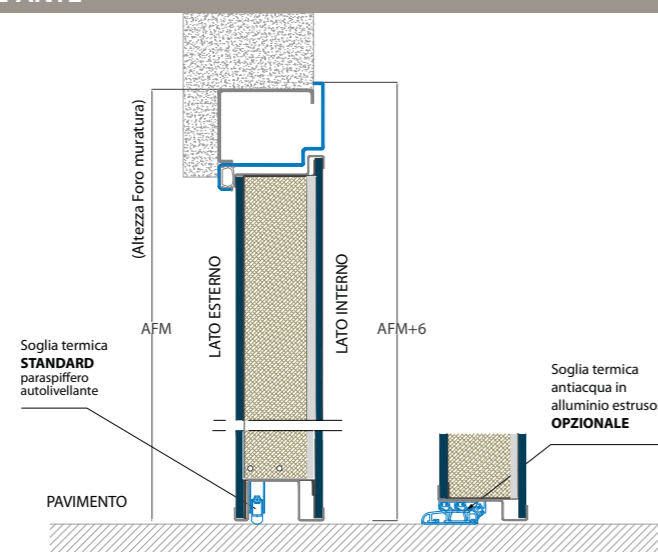 (Altezza Foro muratura)
AFM
LATO ESTERNO
LATO INTERNO
AFM+6
Soglia termica
STANDARD
paraspiffero
autolivellante
Soglia termica
antiacqua in
alluminio estruso
OPZIONALE
PAVIMENTO